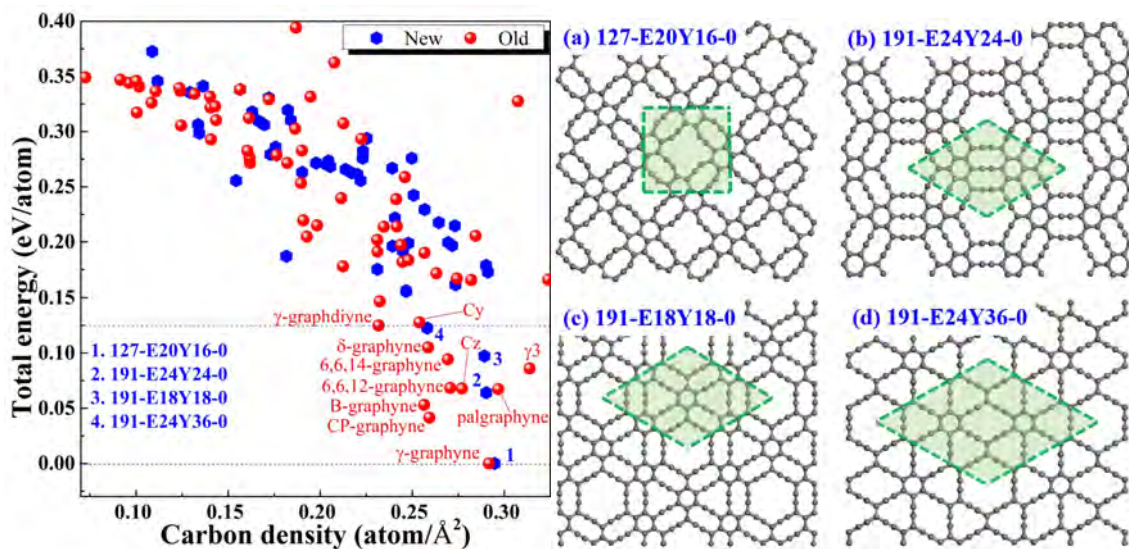 0.40
0.35
0.30
0.25
0.20
0.15
0.10
0.05
0.00
Total energy (eV/atom)
0.10
0.15
0.20
0.25
0.30
Carbon density (atom/Å²)
New
Old
γ-graphdiyne
Cy
4
δ-graphyne
Cz
3
γ3
6,6,14-graphyne
6,6,12-graphyne
2
B-graphyne
palgraphyne
CP-graphyne
γ-graphyne
1
1. 127-E20Y16-0
2. 191-E24Y24-0
3. 191-E18Y18-0
4. 191-E24Y36-0
(a) 127-E20Y16-0
(b) 191-E24Y24-0
(c) 191-E18Y18-0
(d) 191-E24Y36-0